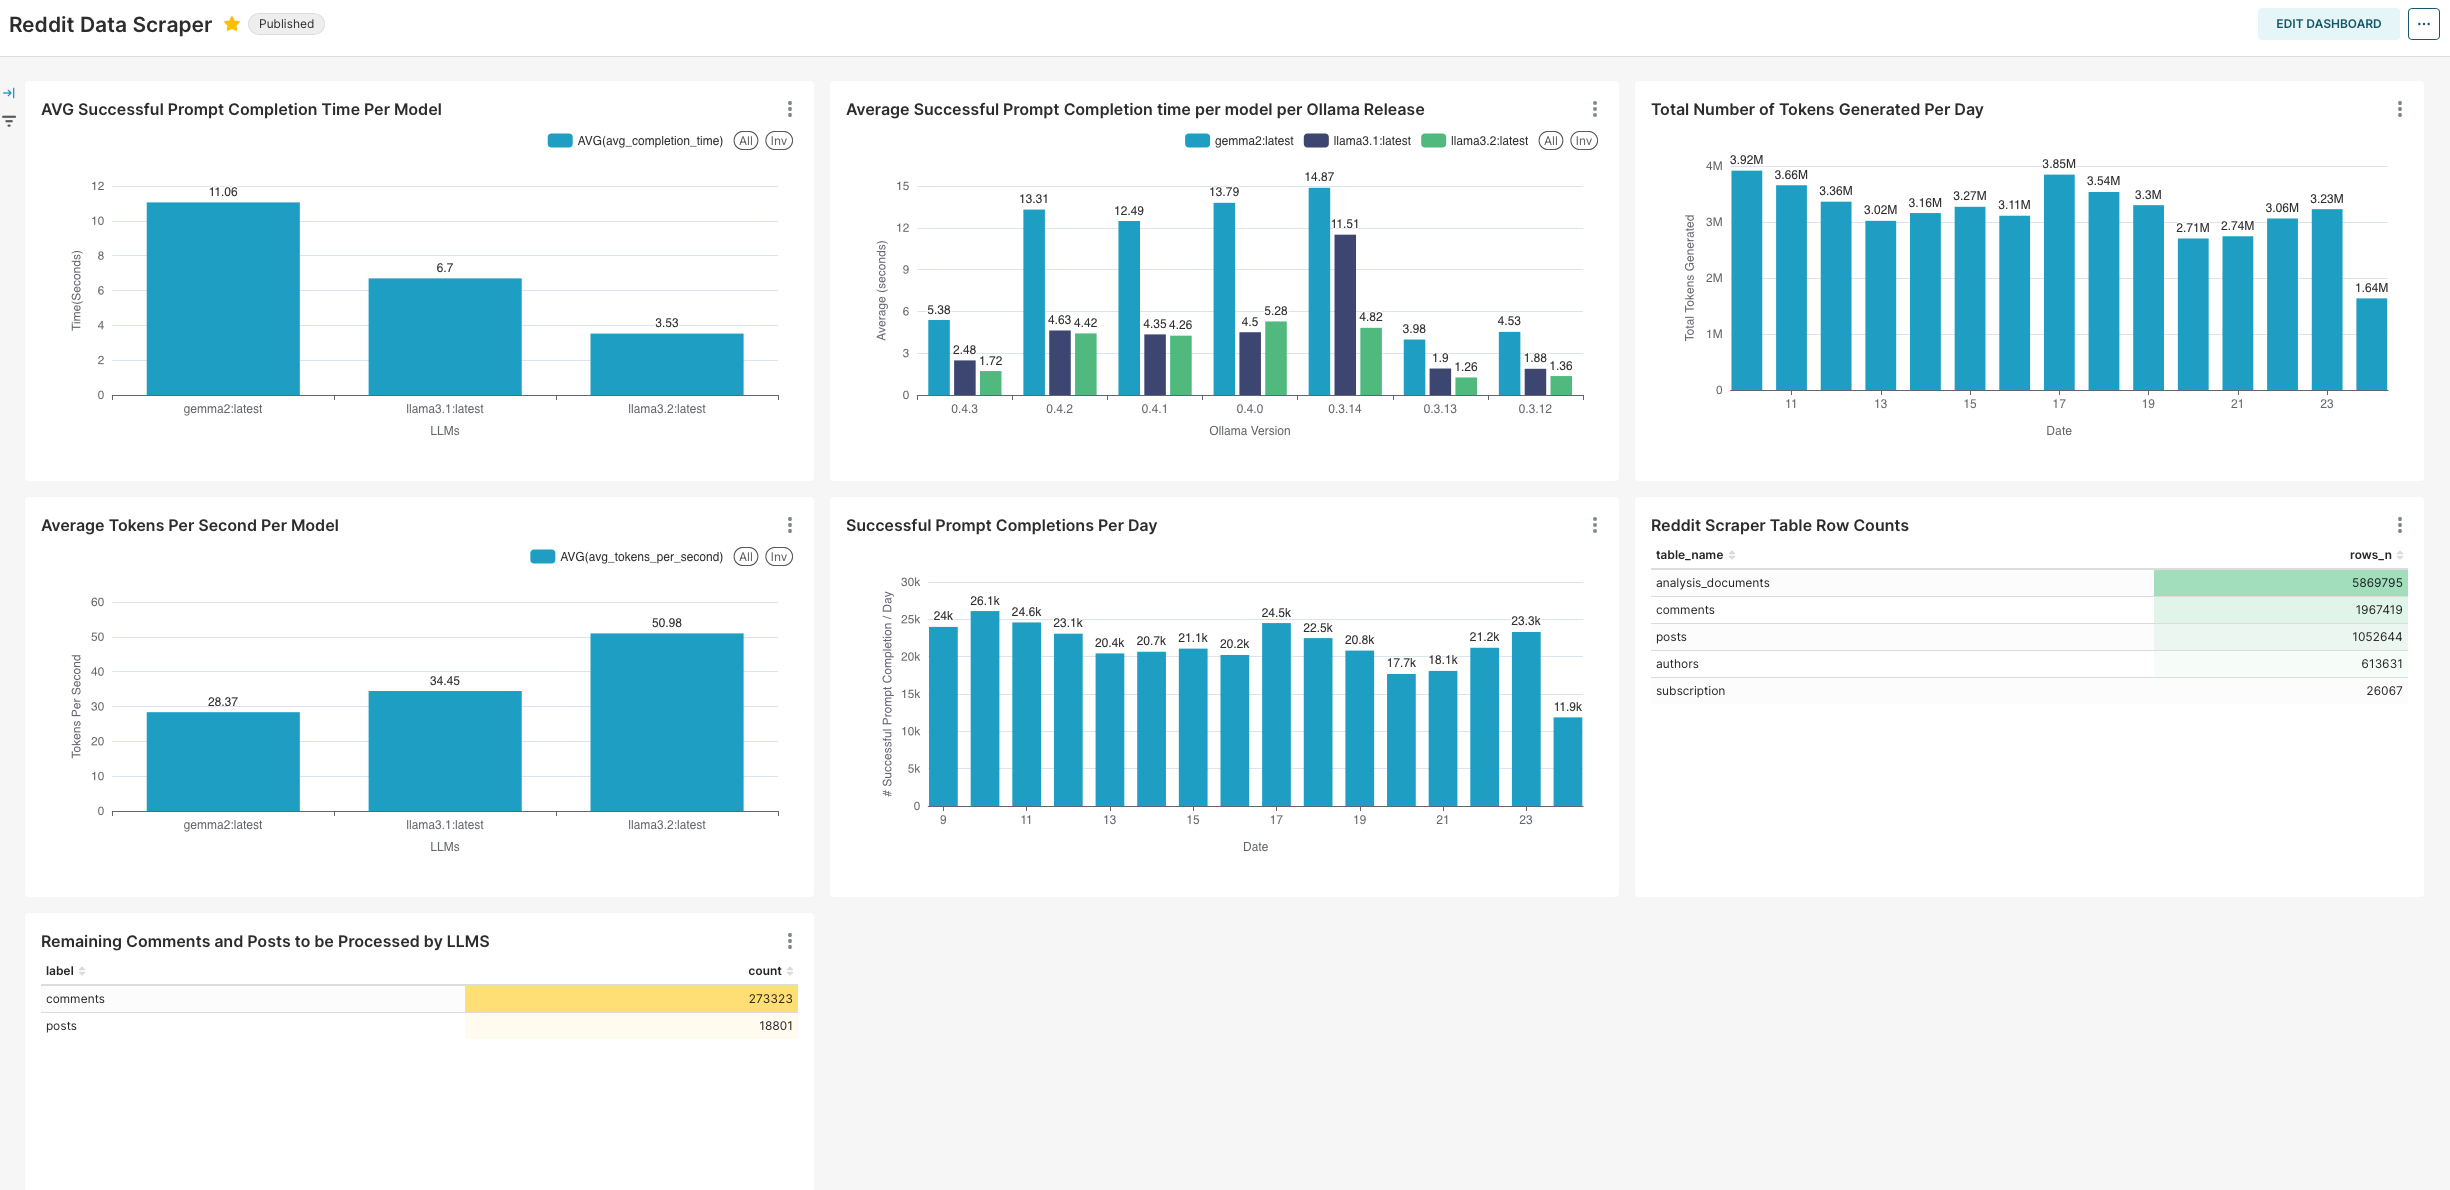 Reddit Data Scraper
Published
EDIT DASHBOARD
...
AVG Successful Prompt Completion Time Per Model
AVG(avg_completion_time) All Inv
Time(Seconds)
12
10
8
6
4
2
0
11.06
6.7
3.53
gemma2:latest llama3.1:latest llama3.2:latest
LLMs
Average Successful Prompt Completion time per model per Ollama Release
gemma2:latest llama3.1:latest llama3.2:latest All Inv
Average (seconds)
15
12
9
6
3
0
5.38 2.48 1.72
13.31 4.63 4.42
12.49 4.35 4.26
13.79 4.5 5.28
14.87 11.51 4.82
3.98 1.9 1.26
4.53 1.88 1.36
0.4.3 0.4.2 0.4.1 0.4.0 0.3.14 0.3.13 0.3.12
Ollama Version
Total Number of Tokens Generated Per Day
Total Tokens Generated
4M
3M
2M
1M
0
3.92M 3.66M 3.36M 3.02M 3.16M 3.27M 3.11M 3.85M 3.54M 3.3M 2.71M 2.74M 3.06M 3.23M 1.64M
11 13 15 17 19 21 23
Date
Average Tokens Per Second Per Model
AVG(avg_tokens_per_second) All Inv
Tokens Per Second
60
50
40
30
20
10
0
28.37
34.45
50.98
gemma2:latest llama3.1:latest llama3.2:latest
LLMs
Successful Prompt Completions Per Day
# Successful Prompt Completion / Day
30k
25k
20k
15k
10k
5k
0
24k 26.1k 24.6k 23.1k 20.4k 20.7k 21.1k 20.2k 24.5k 22.5k 20.8k 17.7k 18.1k 21.2k 23.3k 11.9k
9 11 13 15 17 19 21 23
Date
Reddit Scraper Table Row Counts
table_name rows_n
analysis_documents 5869795
comments 1967419
posts 1052644
authors 613631
subscription 26067
Remaining Comments and Posts to be Processed by LLMS
label count
comments 273323
posts 18801